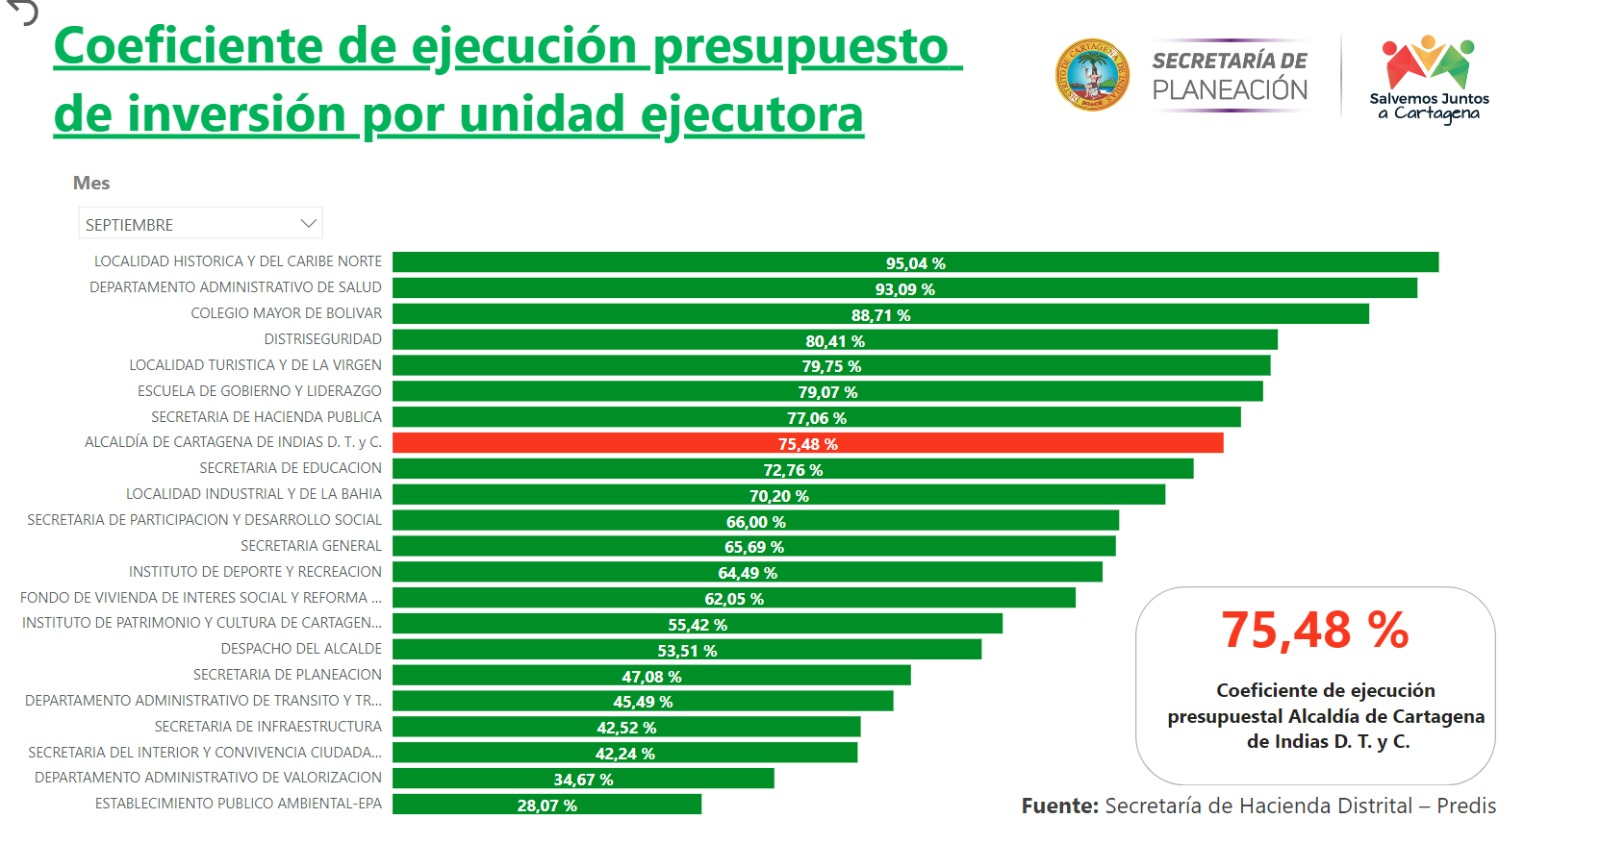 Coeficiente de ejecución presupuesto
de inversión por unidad ejecutora
SECRETARÍA DE
PLANEACIÓN
Salvemos Juntos
a Cartagena
Mes
SEPTIEMBRE
LOCALIDAD HISTORICA Y DEL CARIBE NORTE 95,04 %
DEPARTAMENTO ADMINISTRATIVO DE SALUD 93,09 %
COLEGIO MAYOR DE BOLIVAR 88,71 %
DISTRISEGURIDAD 80,41 %
LOCALIDAD TURISTICA Y DE LA VIRGEN 79,75 %
ESCUELA DE GOBIERNO Y LIDERAZGO 79,07 %
SECRETARIA DE HACIENDA PUBLICA 77,06 %
ALCALDÍA DE CARTAGENA DE INDIAS D. T. y C. 75,48 %
SECRETARIA DE EDUCACION 72,76 %
LOCALIDAD INDUSTRIAL Y DE LA BAHIA 70,20 %
SECRETARIA DE PARTICIPACION Y DESARROLLO SOCIAL 66,00 %
SECRETARIA GENERAL 65,69 %
INSTITUTO DE DEPORTE Y RECREACION 64,49 %
FONDO DE VIVIENDA DE INTERES SOCIAL Y REFORMA ... 62,05 %
INSTITUTO DE PATRIMONIO Y CULTURA DE CARTAGEN... 55,42 %
DESPACHO DEL ALCALDE 53,51 %
SECRETARIA DE PLANEACION 47,08 %
DEPARTAMENTO ADMINISTRATIVO DE TRANSITO Y TR... 45,49 %
SECRETARIA DE INFRAESTRUCTURA 42,52 %
SECRETARIA DEL INTERIOR Y CONVIVENCIA CIUDADA... 42,24 %
DEPARTAMENTO ADMINISTRATIVO DE VALORIZACION 34,67 %
ESTABLECIMIENTO PUBLICO AMBIENTAL-EPA 28,07 %
75,48 %
Coeficiente de ejecución
presupuestal Alcaldía de Cartagena
de Indias D. T. y C.
Fuente: Secretaría de Hacienda Distrital – Predis